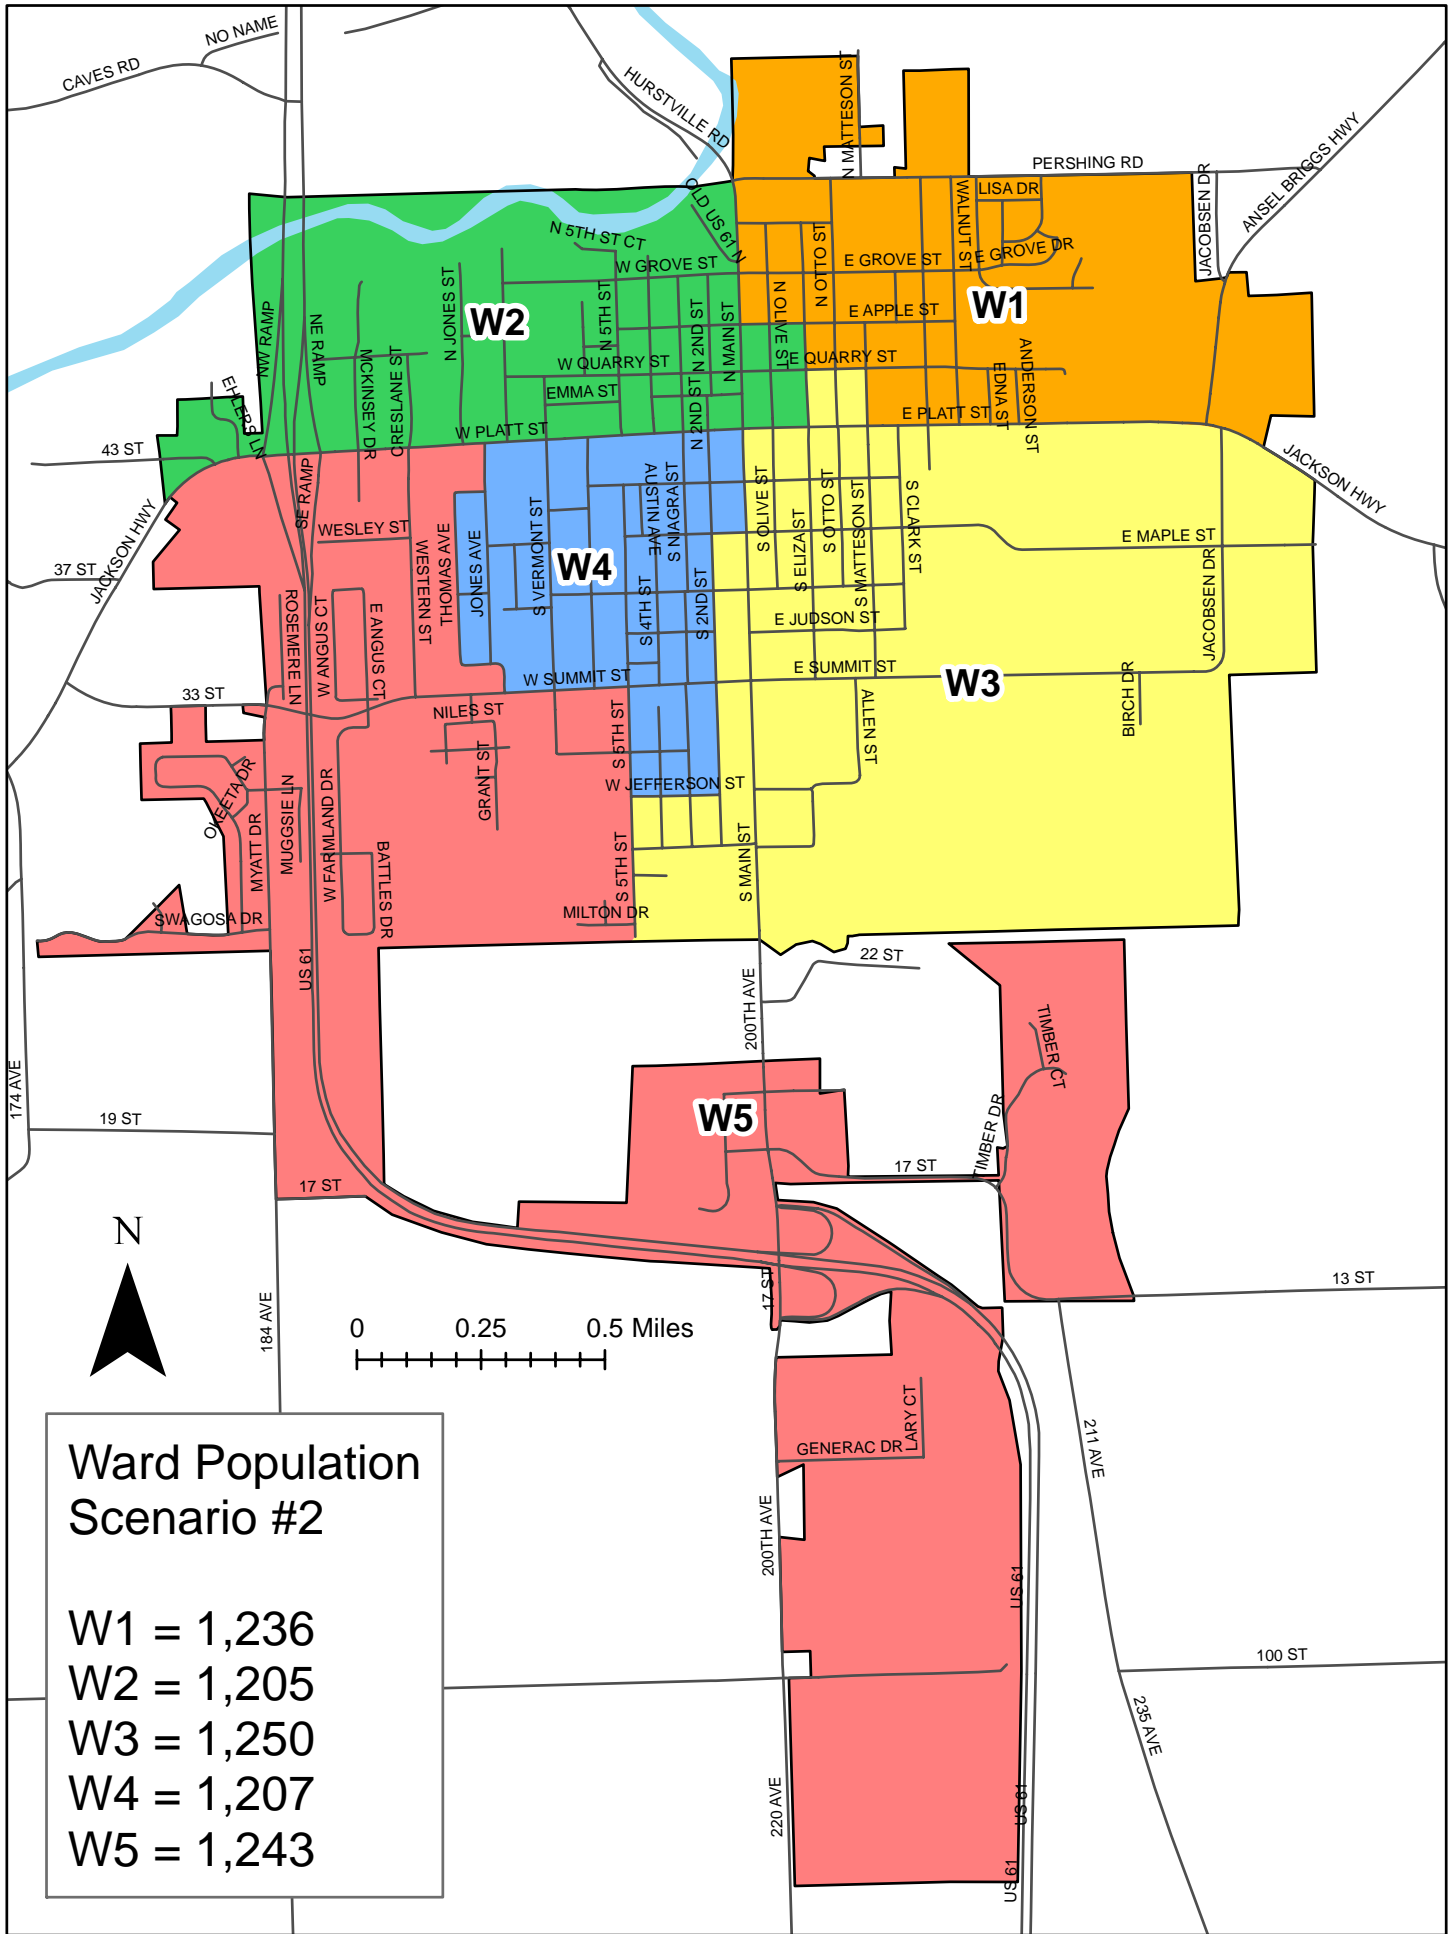 NO NAME
CAVES RD
HURSTVILLE RD
N MATTESON ST
PERSHING RD
ANSEL BRIGGS HWY
JACOBSEN DR
LISA DR
WALNUT ST
OLD US 61 N
N 5TH ST CT
W GROVE ST
N OTTO ST
E GROVE ST
E GROVE DR
NW RAMP
NE RAMP
N JONES ST
W2
N 5TH ST
N 2ND ST
N MAIN ST
N OLIVE ST
E APPLE ST
W1
MCKINSEY DR
CRESLANE ST
W QUARRY ST
E QUARRY ST
EDNA ST
ANDERSON ST
EHLERS LN
EMMA ST
N 2ND ST
E PLATT ST
W PLATT ST
43 ST
JACKSON HWY
JACKSON HWY
SE RAMP
WESLEY ST
WESTERN ST
THOMAS AVE
JONES AVE
S VERMONT ST
W4
AUSTIN AVE
S NIAGRA ST
S OLIVE ST
S ELIZAST
S OTTO ST
S MATTESON ST
S CLARK ST
E MAPLE ST
37 ST
ROSEMERE LN
W ANGUS CT
E ANGUS CT
S 4TH ST
S 2ND ST
E JUDSON ST
JACOBSEN DR
W SUMMIT ST
E SUMMIT ST
W3
BIRCH DR
33 ST
NILES ST
S 5TH ST
ALLEN ST
OKEETA DR
MUGGSIE LN
W FARMLAND DR
GRANT ST
W JEFFERSON ST
MYATT DR
BATTLES DR
S 5TH ST
S MAIN ST
SWAGOSA DR
MILTON DR
US 61
22 ST
200TH AVE
TIMBER CT
174 AVE
19 ST
W5
TIMBER DR
17 ST
17 ST
N
13 ST
17 ST
184 AVE
0 0.25 0.5 Miles
LARY CT
GENERAC DR
211 AVE
200TH AVE
US 61
100 ST
235 AVE
220 AVE
US 61
US 61
Ward Population
Scenario #2
W1 = 1,236
W2 = 1,205
W3 = 1,250
W4 = 1,207
W5 = 1,243